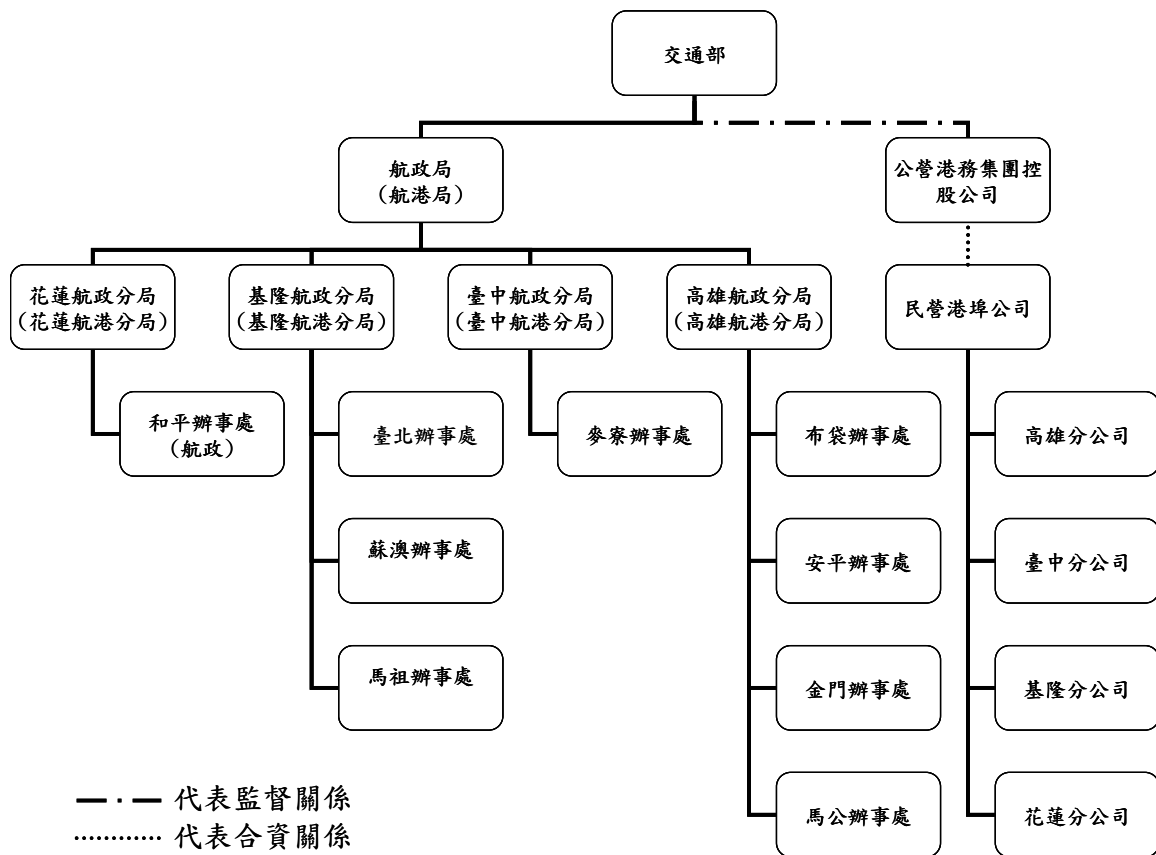 交通部
航政局
(航港局)
公營港務集團控
股公司
花蓮航政分局
(花蓮航港分局)
基隆航政分局
(基隆航港分局)
臺中航政分局
(臺中航港分局)
高雄航政分局
(高雄航港分局)
民營港埠公司
和平辦事處
(航政)
臺北辦事處
麥寮辦事處
布袋辦事處
高雄分公司
蘇澳辦事處
安平辦事處
臺中分公司
馬祖辦事處
金門辦事處
基隆分公司
馬公辦事處
花蓮分公司
代表監督關係
代表合資關係